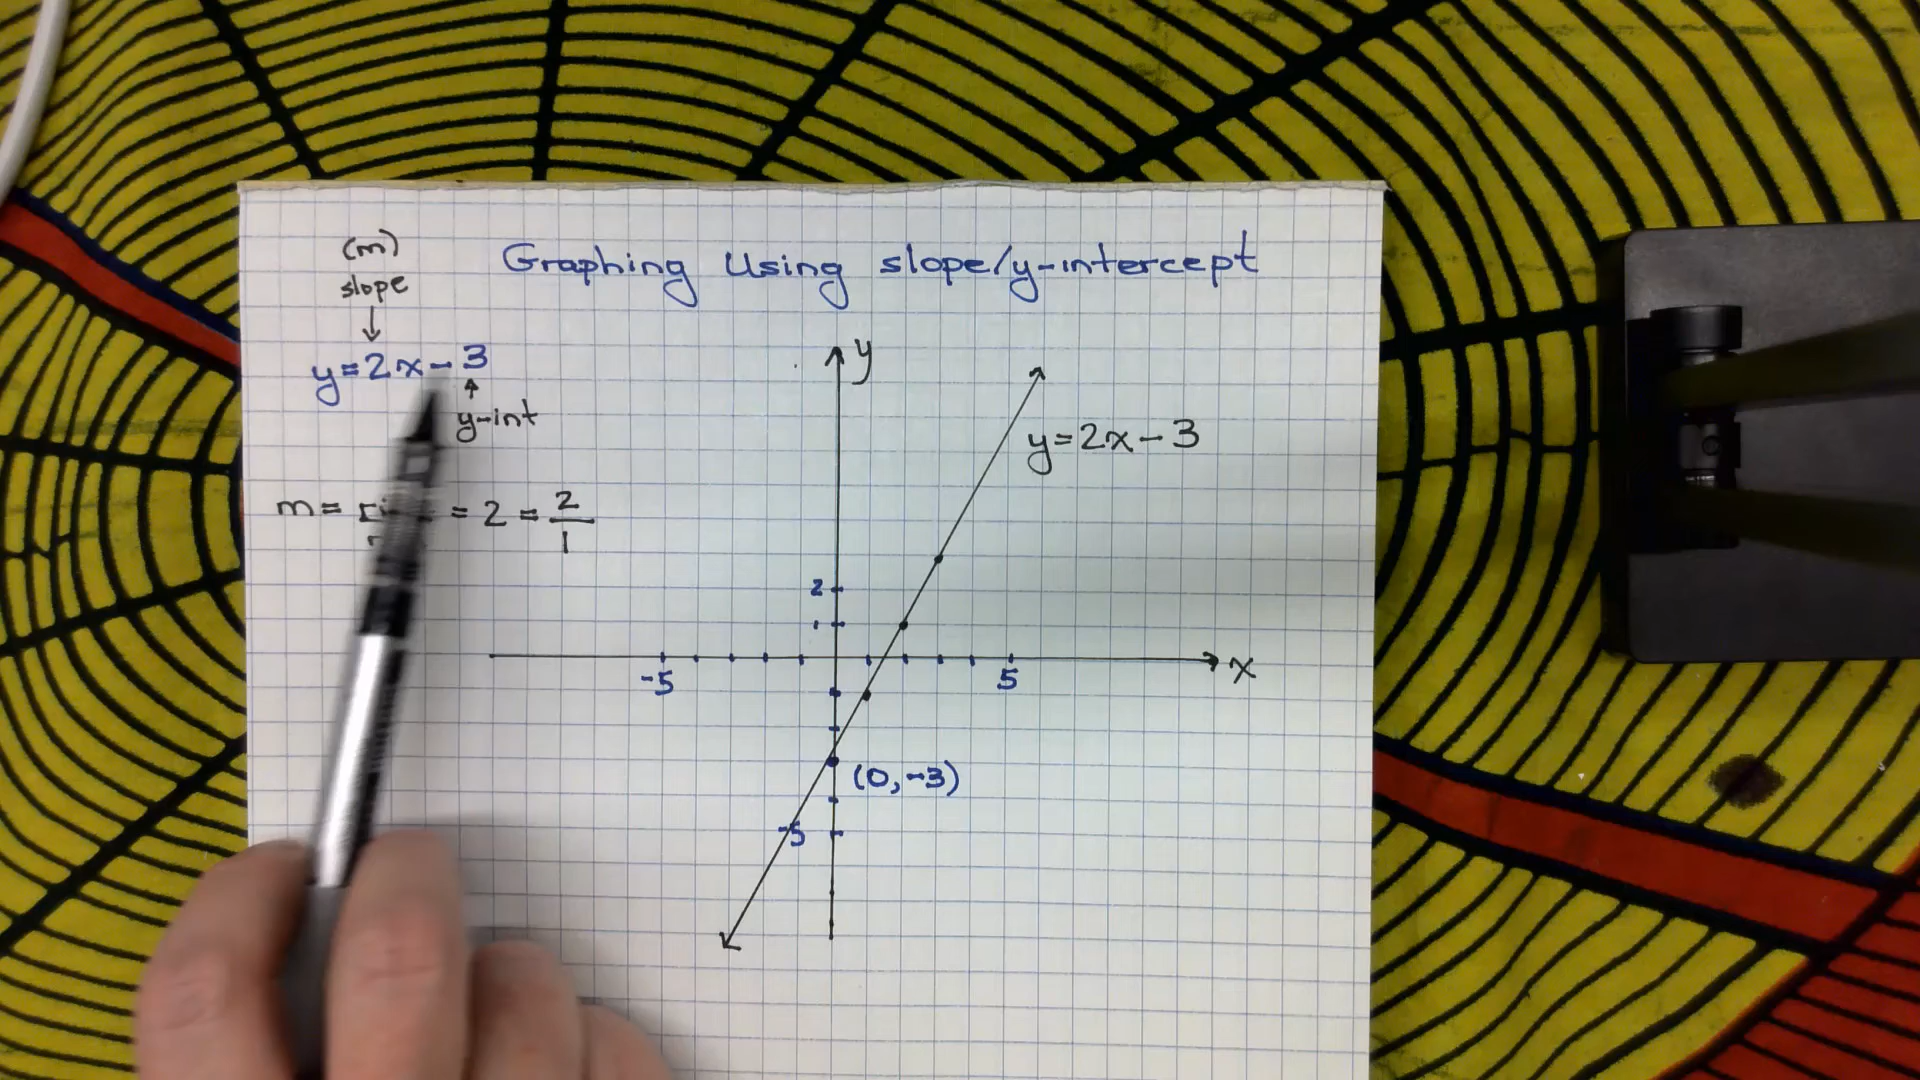 Graphing Using slope/y-intercept
(m)
slope
y=2x-3
y-int
m= = 2 = 2/1
y
y=2x-3
2
1
-5
5
x
(0,-3)
-5